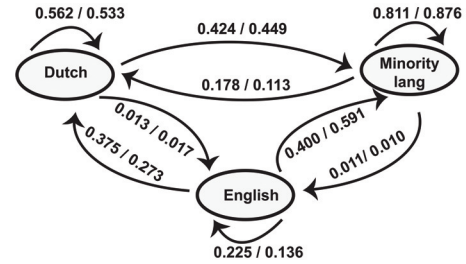 0.562 / 0.533
0.811 / 0.876
0.424 / 0.449
Dutch
Minority
lang
0.178 / 0.113
0.013 / 0.017
0.375 / 0.273
0.400 / 0.591
0.011/ 0.010
English
0.225 / 0.136